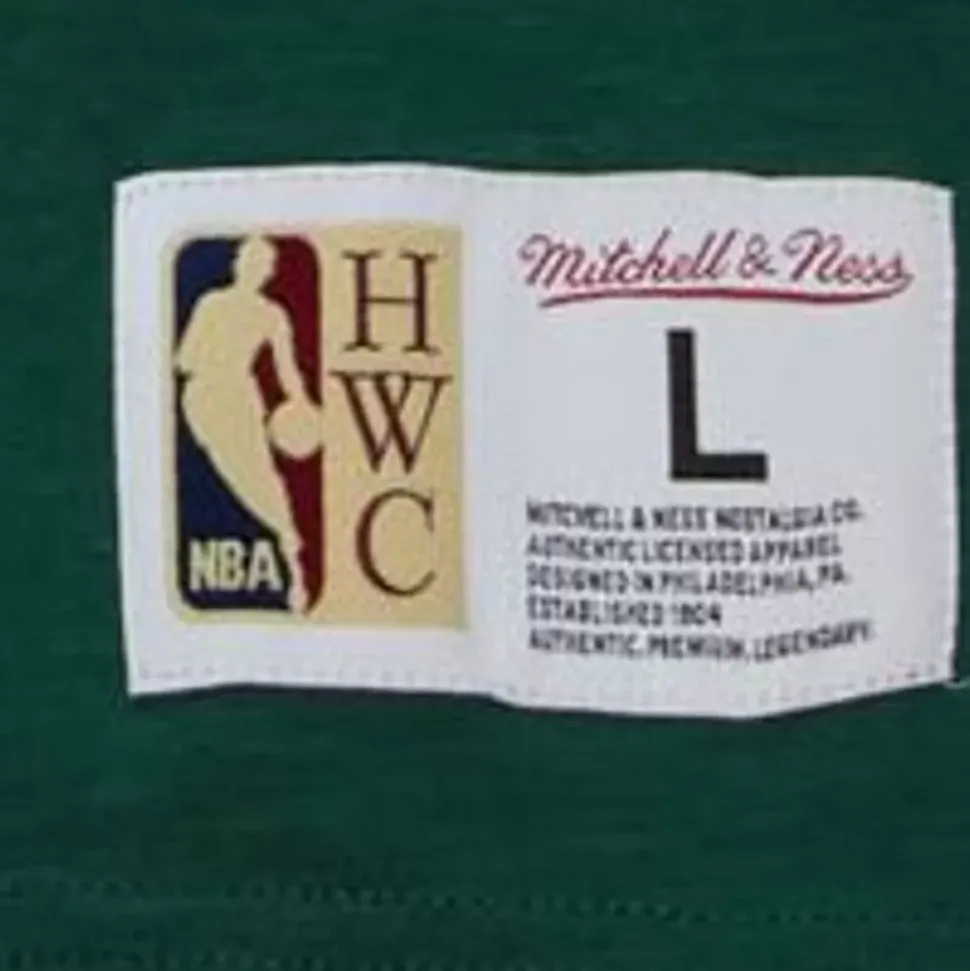 NBA
H
W
C
Mitchell & Ness
L
MITCHELL & NESS NOSTALGIA CO.
AUTHENTIC LICENSED APPAREL
DESIGNED IN PHILADELPHIA, PA.
ESTABLISHED 1904
AUTHENTIC. PREMIUM. LEGENDARY.